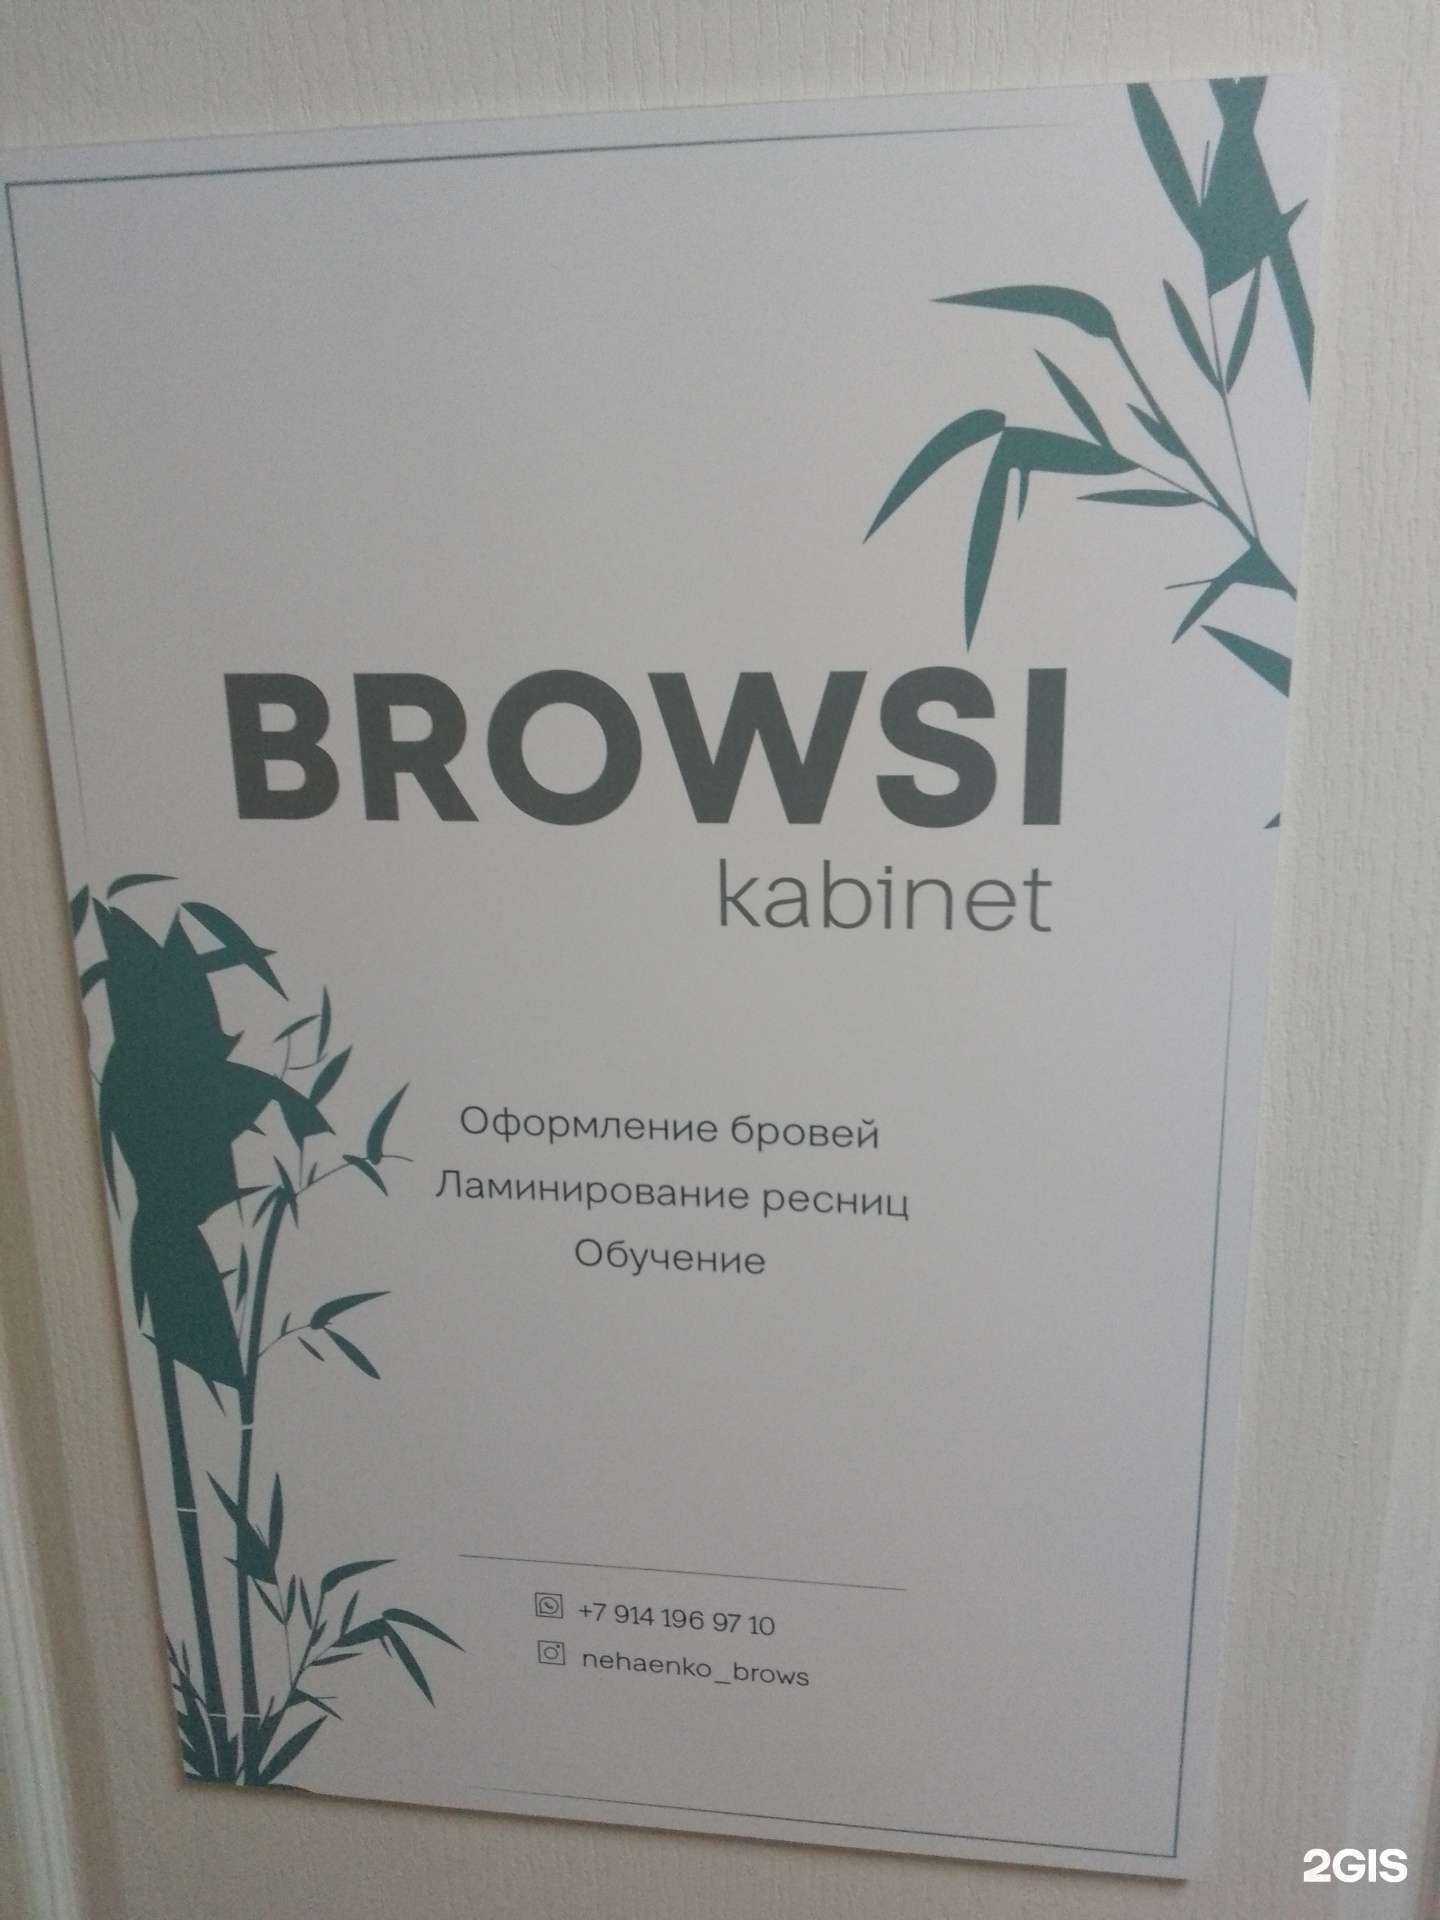 BROWSI
kabinet
Оформление бровей
Ламинирование ресниц
Обучение
+7 914 196 97 10
nehaenko_brows
2GIS